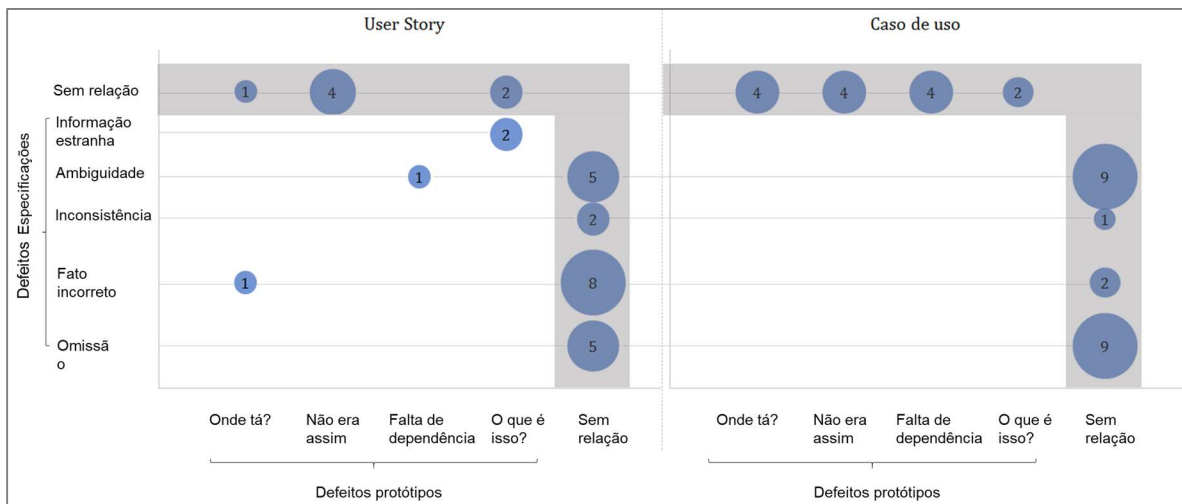 User Story
Caso de uso
Sem relação
1
4
2
4
4
4
2
Informação
estranha
2
Ambiguidade
1
5
9
Inconsistência
2
1
Fato
incorreto
1
8
2
Omissã
o
5
9
Defeitos Especificações
Onde tá?
Não era
assim
Falta de
dependência
O que é
isso?
Sem
relação
Onde tá?
Não era
assim
Falta de
dependência
O que é
isso?
Sem
relação
Defeitos protótipos
Defeitos protótipos